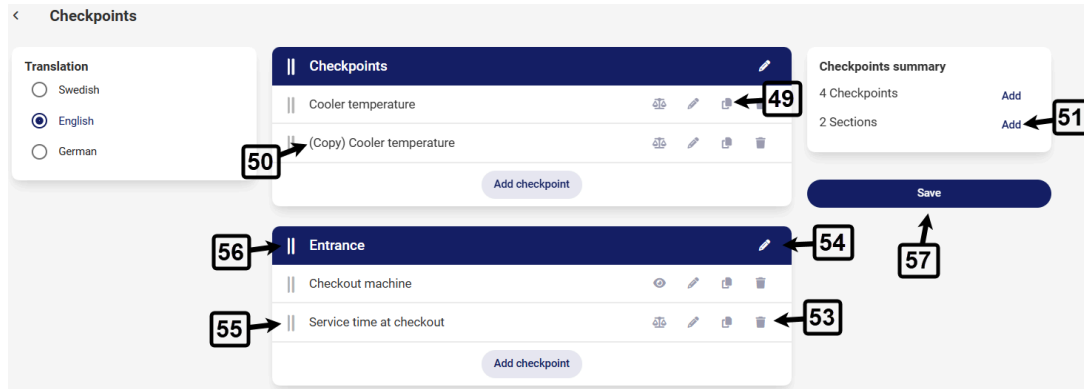 Checkpoints
Translation
Swedish
English
German
Checkpoints
Cooler temperature
49
50
(Copy) Cooler temperature
Add checkpoint
56
Entrance
54
Checkout machine
55
Service time at checkout
53
Add checkpoint
Checkpoints summary
4 Checkpoints Add
2 Sections Add
51
Save
57